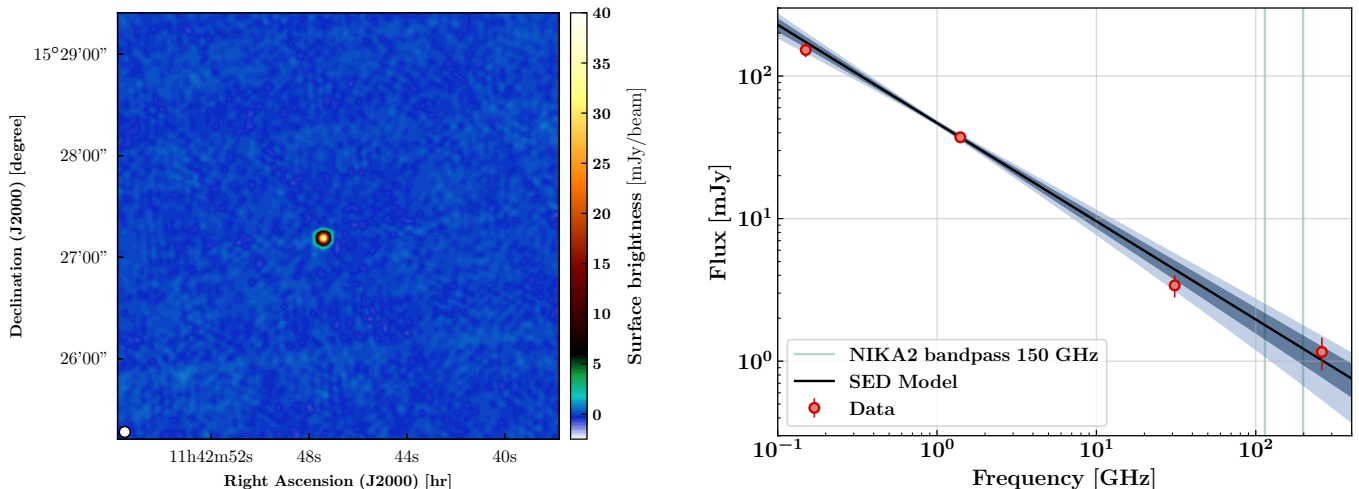 15°29′00″
28′00″
27′00″
26′00″
Declination (J2000) [degree]
11h42m52s
48s
44s
40s
Right Ascension (J2000) [hr]
40
35
30
25
20
15
10
5
0
Surface brightness [mJy/beam]
10²
10¹
10⁰
Flux [mJy]
NIKA2 bandpass 150 GHz
SED Model
Data
10⁻¹
10⁰
10¹
10²
Frequency [GHz]